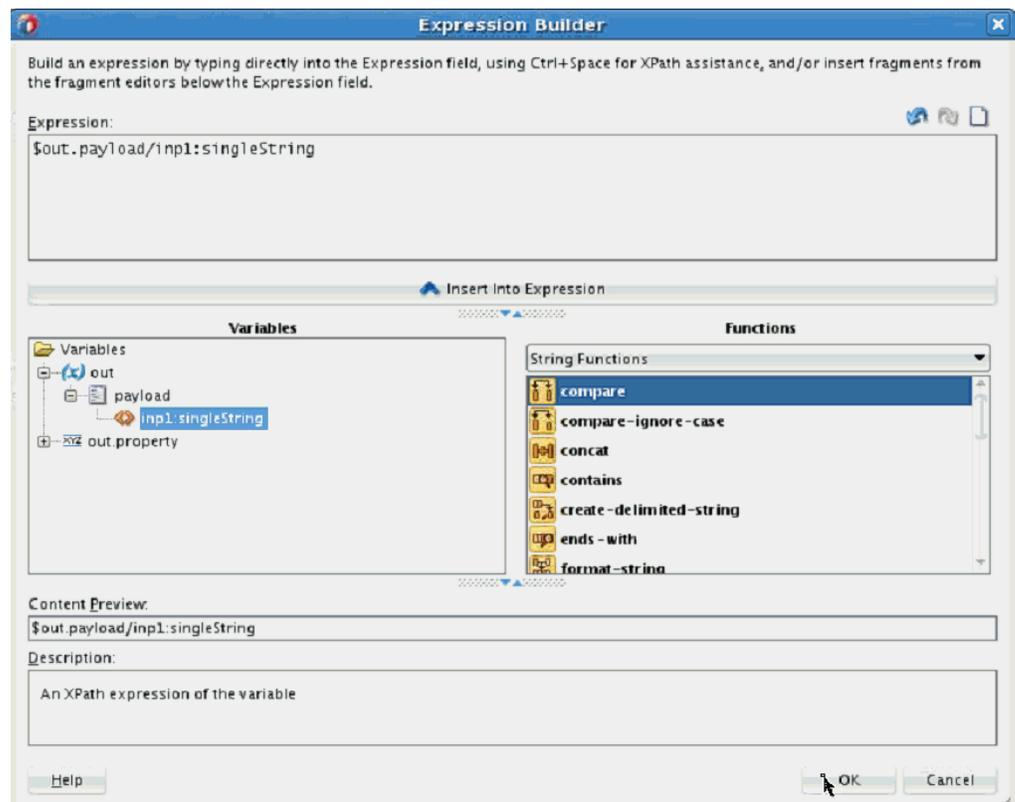 Expression Builder
Build an expression by typing directly into the Expression field, using Ctrl+Space for XPath assistance, and/or insert fragments from
the fragment editors below the Expression field.
Expression:
$out.payload/inp1:singleString
Insert Into Expression
Variables
Variables
out
payload
inp1:singleString
XYZ out.property
Functions
String Functions
compare
compare-ignore-case
concat
contains
create-delimited-string
ends-with
format-string
Content Preview:
$out.payload/inp1:singleString
Description:
An XPath expression of the variable
Help
OK
Cancel